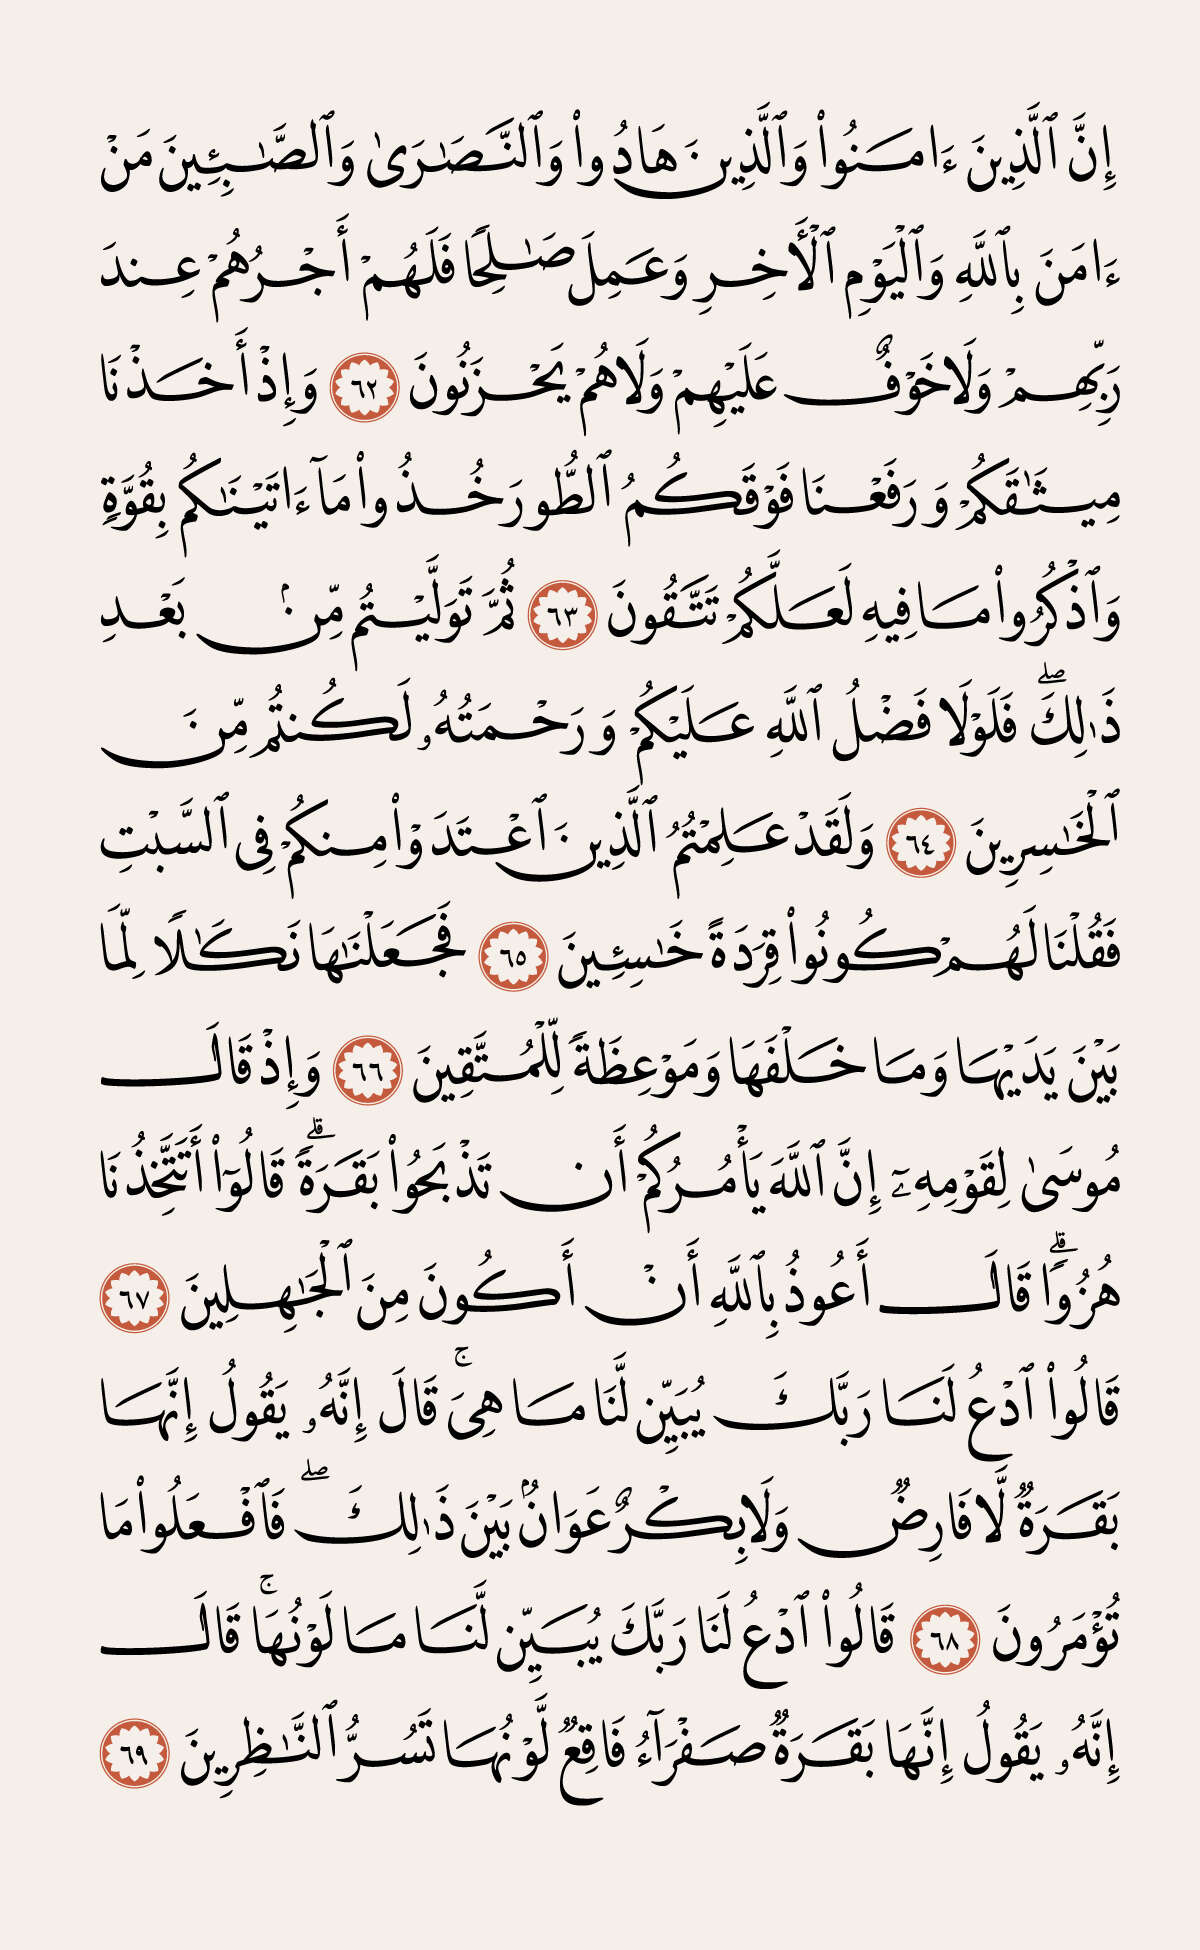 إِنَّ ٱلَّذِينَ ءَامَنُوا۟ وَٱلَّذِينَ هَادُوا۟ وَٱلنَّصَـٰرَىٰ وَٱلصَّـٰبِـِٔينَ مَنْ
ءَامَنَ بِٱللَّهِ وَٱلْيَوْمِ ٱلْـَٔاخِرِ وَعَمِلَ صَـٰلِحًا فَلَهُمْ أَجْرُهُمْ عِندَ
رَبِّهِمْ وَلَا خَوْفٌ عَلَيْهِمْ وَلَا هُمْ يَحْزَنُونَ ٦٢ وَإِذْ أَخَذْنَا
مِيثَـٰقَكُمْ وَرَفَعْنَا فَوْقَكُمُ ٱلطُّورَ خُذُوا۟ مَآ ءَاتَيْنَـٰكُم بِقُوَّةٍ
وَٱذْكُرُوا۟ مَا فِيهِ لَعَلَّكُمْ تَتَّقُونَ ٦٣ ثُمَّ تَوَلَّيْتُم مِّنۢ بَعْدِ
ذَٰلِكَ ۖ فَلَوْلَا فَضْلُ ٱللَّهِ عَلَيْكُمْ وَرَحْمَتُهُۥ لَكُنتُم مِّنَ
ٱلْخَـٰسِرِينَ ٦٤ وَلَقَدْ عَلِمْتُمُ ٱلَّذِينَ ٱعْتَدَوْا۟ مِنكُمْ فِى ٱلسَّبْتِ
فَقُلْنَا لَهُمْ كُونُوا۟ قِرَدَةً خَـٰسِـِٔينَ ٦٥ فَجَعَلْنَـٰهَا نَكَـٰلًا لِّمَا
بَيْنَ يَدَيْهَا وَمَا خَلْفَهَا وَمَوْعِظَةً لِّلْمُتَّقِينَ ٦٦ وَإِذْ قَالَ
مُوسَىٰ لِقَوْمِهِۦٓ إِنَّ ٱللَّهَ يَأْمُرُكُمْ أَن تَذْبَحُوا۟ بَقَرَةً ۖ قَالُوٓا۟ أَتَتَّخِذُنَا
هُزُوًا ۖ قَالَ أَعُوذُ بِٱللَّهِ أَنْ أَكُونَ مِنَ ٱلْجَـٰهِلِينَ ٦٧
قَالُوا۟ ٱدْعُ لَنَا رَبَّكَ يُبَيِّن لَّنَا مَا هِىَ ۚ قَالَ إِنَّهُۥ يَقُولُ إِنَّهَا
بَقَرَةٌ لَّا فَارِضٌ وَلَا بِكْرٌ عَوَانٌۢ بَيْنَ ذَٰلِكَ ۖ فَٱفْعَلُوا۟ مَا
تُؤْمَرُونَ ٦٨ قَالُوا۟ ٱدْعُ لَنَا رَبَّكَ يُبَيِّن لَّنَا مَا لَوْنُهَا ۚ قَالَ
إِنَّهُۥ يَقُولُ إِنَّهَا بَقَرَةٌ صَفْرَآءُ فَاقِعٌ لَّوْنُهَا تَسُرُّ ٱلنَّـٰظِرِينَ ٦٩